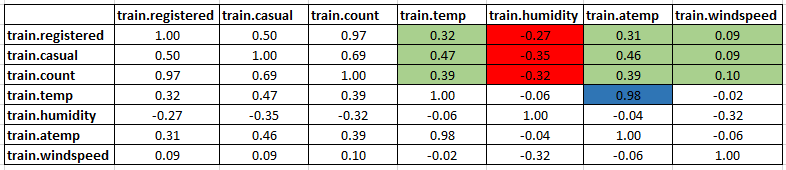 train.registered train.casual train.count train.temp train.humidity train.atemp train.windspeed
train.registered 1.00 0.50 0.97 0.32 -0.27 0.31 0.09
train.casual 0.50 1.00 0.69 0.47 -0.35 0.46 0.09
train.count 0.97 0.69 1.00 0.39 -0.32 0.39 0.10
train.temp 0.32 0.47 0.39 1.00 -0.06 0.98 -0.02
train.humidity -0.27 -0.35 -0.32 -0.06 1.00 -0.04 -0.32
train.atemp 0.31 0.46 0.39 0.98 -0.04 1.00 -0.06
train.windspeed 0.09 0.09 0.10 -0.02 -0.32 -0.06 1.00